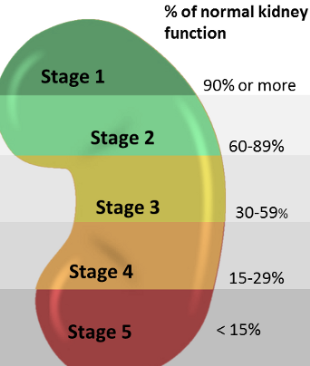 % of normal kidney
function
Stage 1
90% or more
Stage 2
60-89%
Stage 3
30-59%
Stage 4
15-29%
Stage 5
< 15%